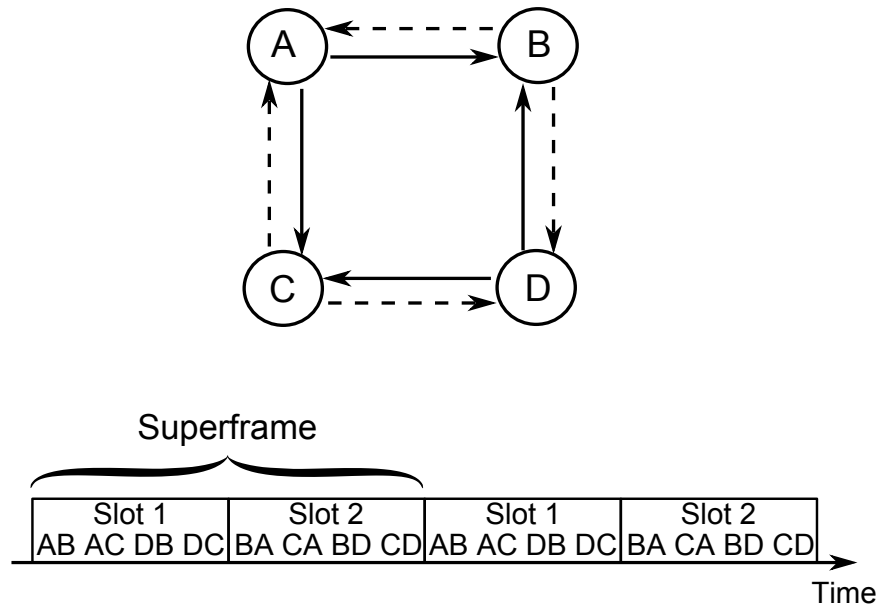 A B
C D
Superframe
Slot 1 Slot 2 Slot 1 Slot 2
AB AC DB DC BA CA BD CD AB AC DB DC BA CA BD CD
Time